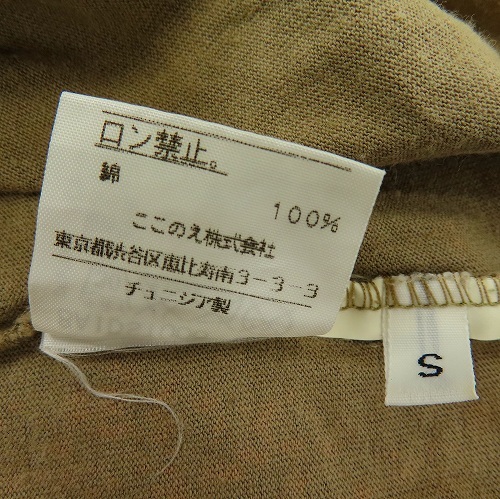 ロン禁止。
綿
100%
ここのえ株式会社
東京都渋谷区恵比寿南3-3-3
チュニジア製
S